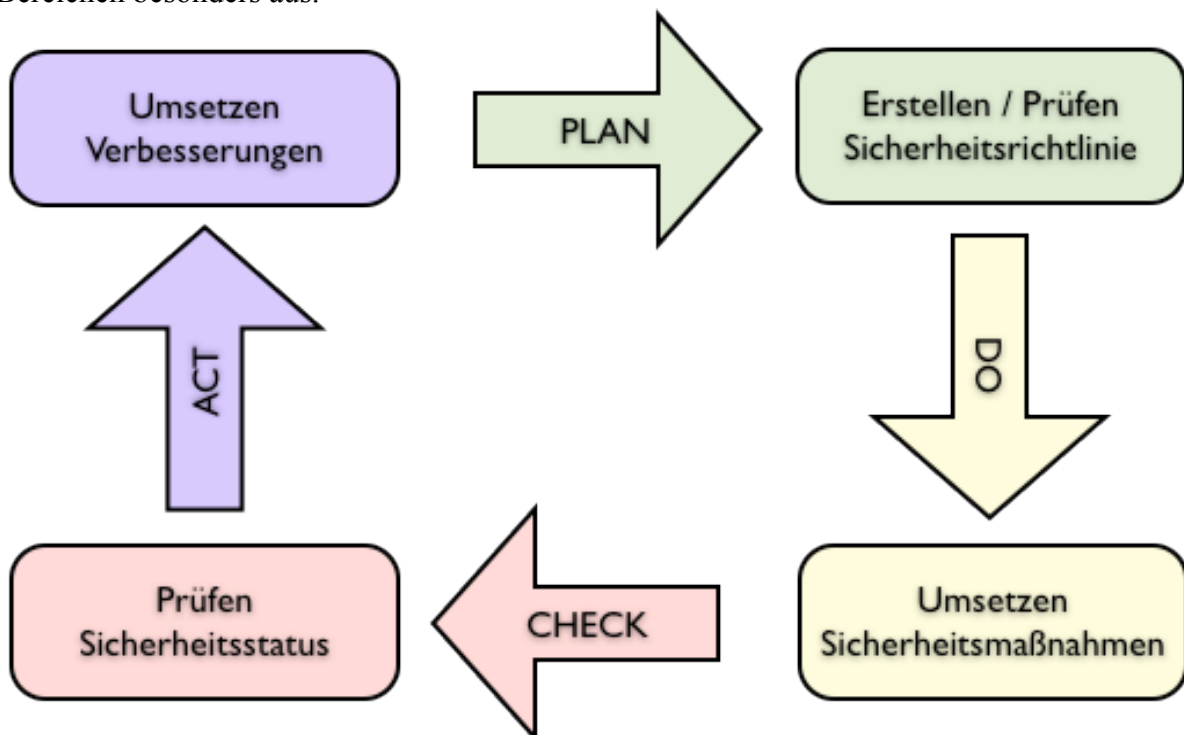 Bereichen besonders aus.
Umsetzen
Verbesserungen
PLAN
Erstellen / Prüfen
Sicherheitsrichtlinie
DO
Umsetzen
Sicherheitsmaßnahmen
CHECK
Prüfen
Sicherheitsstatus
ACT